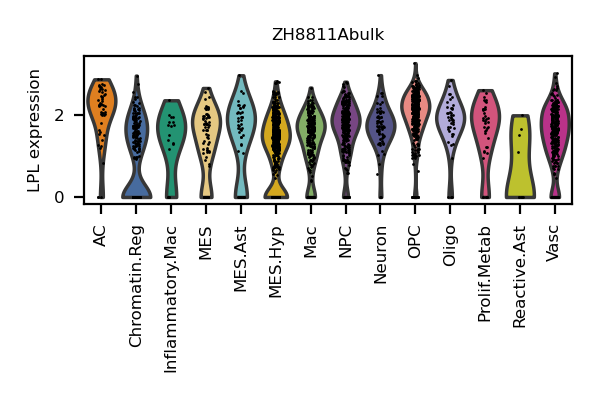 ZH8811Abulk
LPL expression
2
0
AC
Chromatin.Reg
Inflammatory.Mac
MES
MES.Ast
MES.Hyp
Mac
NPC
Neuron
OPC
Oligo
Prolif.Metab
Reactive.Ast
Vasc